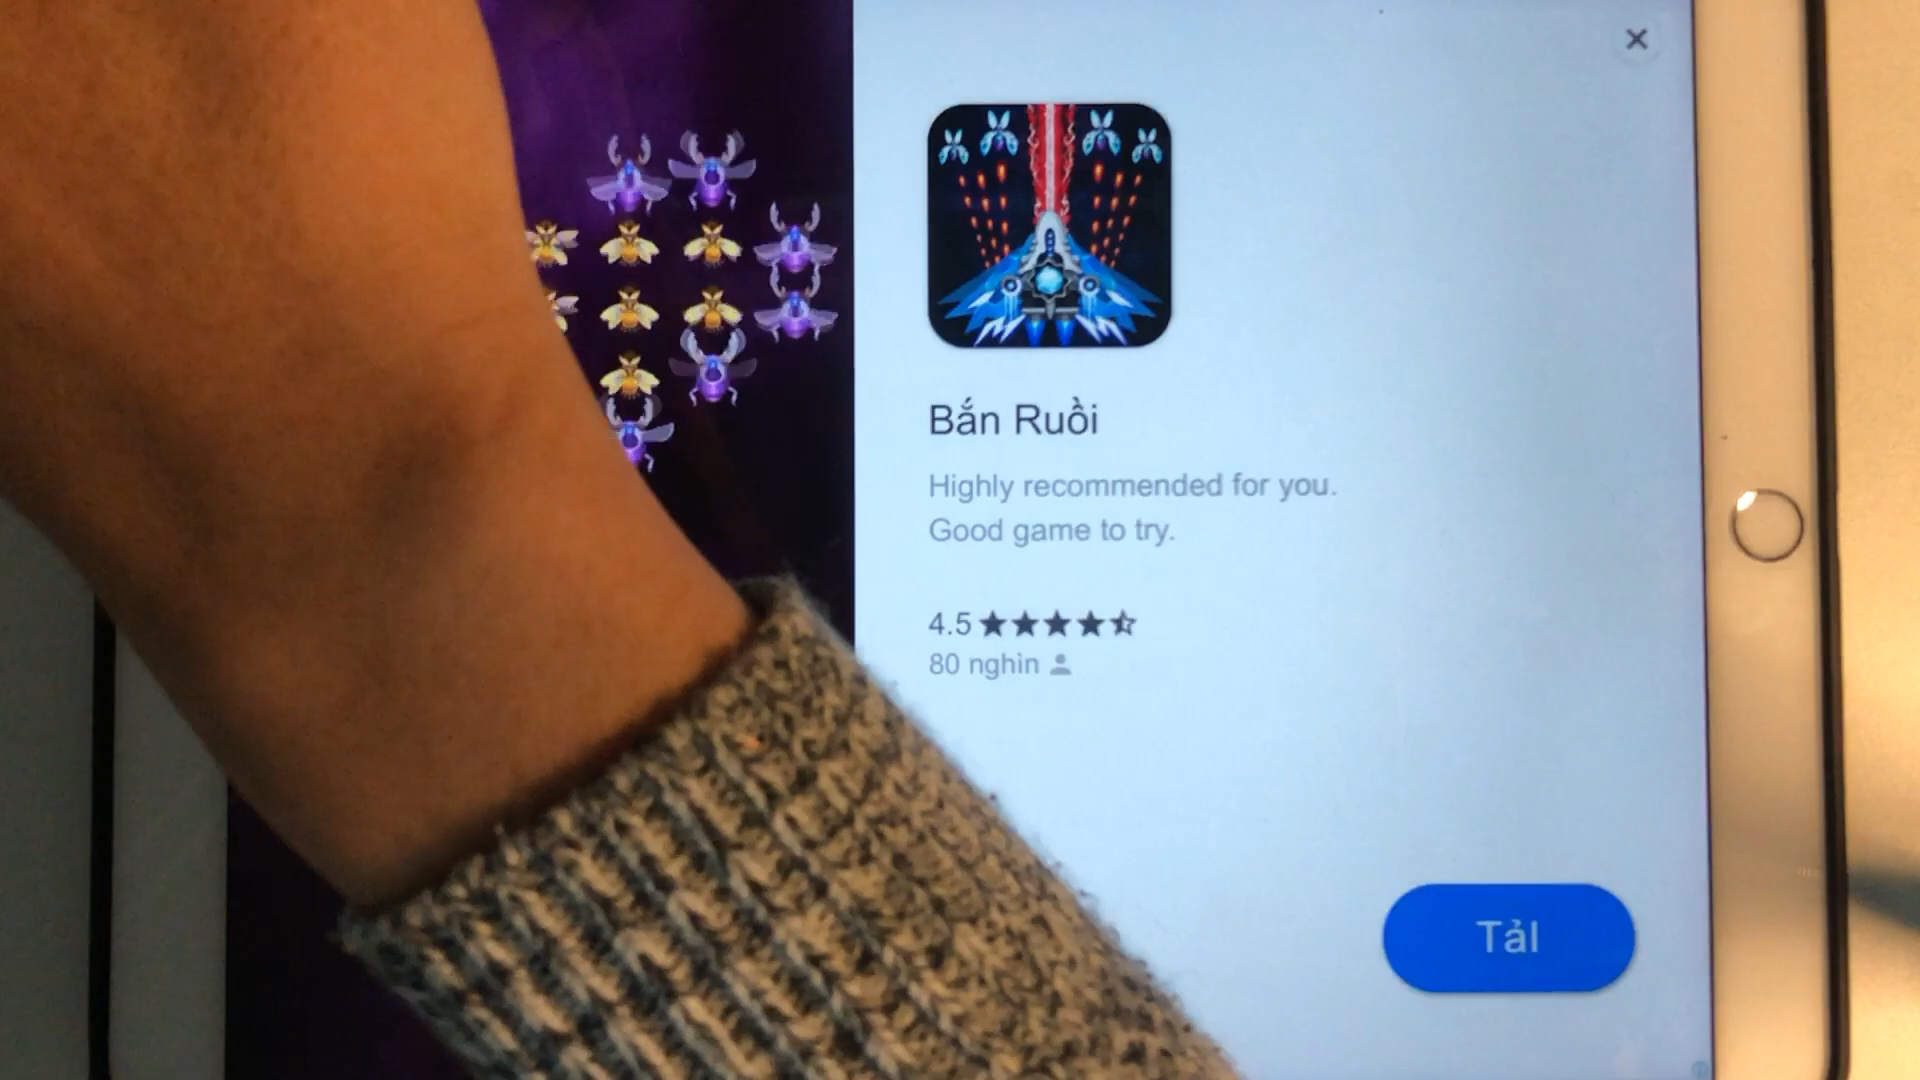 Bắn Ruồi
Highly recommended for you.
Good game to try.
4.5
80 nghìn
TảI